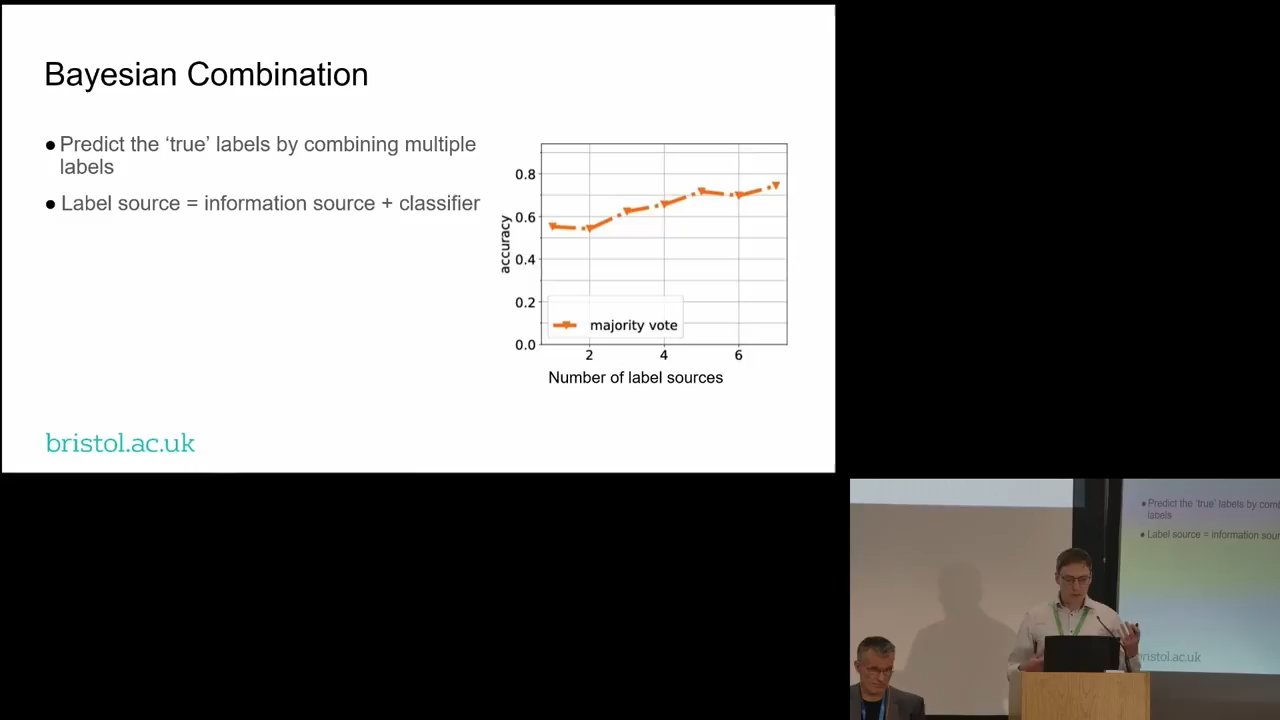 Bayesian Combination
● Predict the ‘true’ labels by combining multiple
labels
● Label source = information source + classifier
0.8
0.6
0.4
0.2
0.0
accuracy
majority vote
2 4 6
Number of label sources
bristol.ac.uk
● Predict the ‘true’ labels by com
labels
● Label source = information sour
bristol.ac.uk